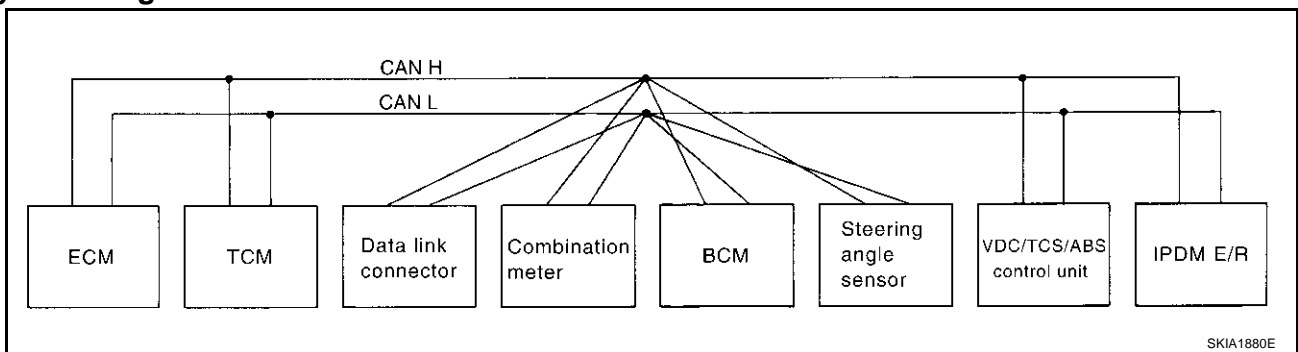 CAN H
CAN L
ECM
TCM
Data link
connector
Combination
meter
BCM
Steering
angle
sensor
VDC/TCS/ABS
control unit
IPDM E/R
SKIA1880E